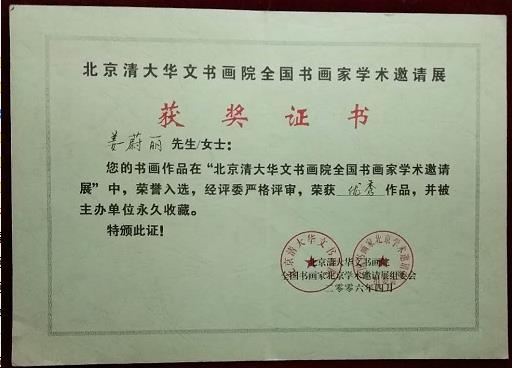 北京清大华文书画院全国书画家学术邀请展
获奖证书
姜蔚丽 先生/女士：
您的书画作品在“北京清大华文书画院全国书画家学术邀请
展”中，荣誉入选，经评委严格评审，荣获 优秀 作品，并被
主办单位永久收藏。
特颁此证！
北京清大华文书画院
全国书画家北京学术邀请展组委会
二零零六年四月